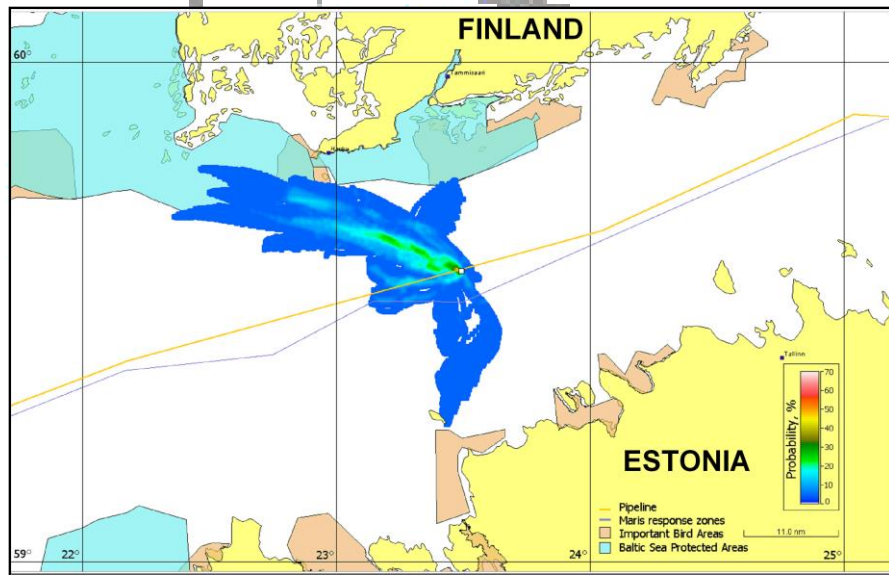 FINLAND
60°
Tammisaari
Hanko
Tallinn
Probability, %
70
60
50
40
30
20
10
0
ESTONIA
Pipeline
Maris response zones
Important Bird Areas
Baltic Sea Protected Areas
11.0 nm
59°
22°
23°
24°
25°